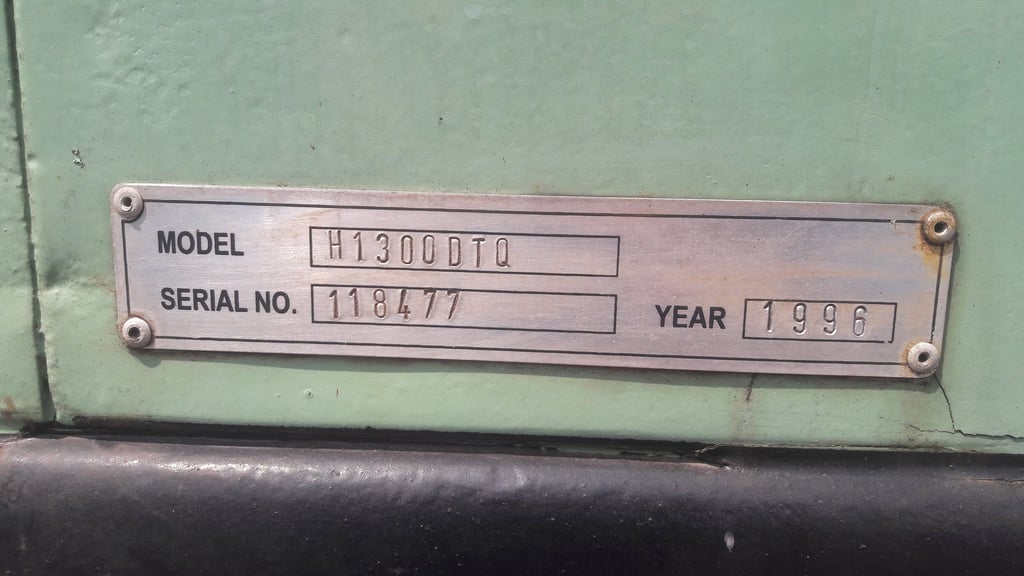 MODEL H1300DTQ
SERIAL NO. 118477
YEAR 1996